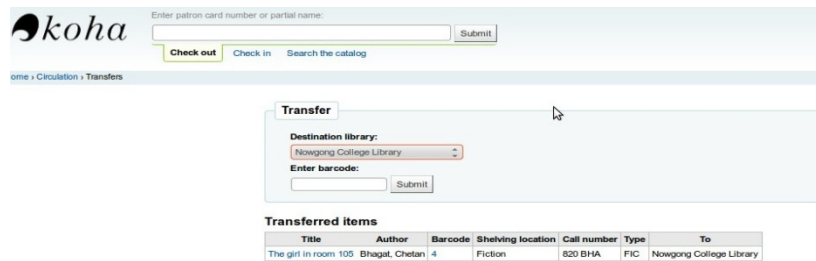 koha
Enter patron card number or partial name:
Submit
Check out Check in Search the catalog
ome › Circulation › Transfers
Transfer
Destination library:
Nowgong College Library
Enter barcode:
Submit
Transferred items
Title Author Barcode Shelving location Call number Type To
The girl in room 105 Bhagat, Chetan 4 Fiction 820 BHA FIC Nowgong College Library